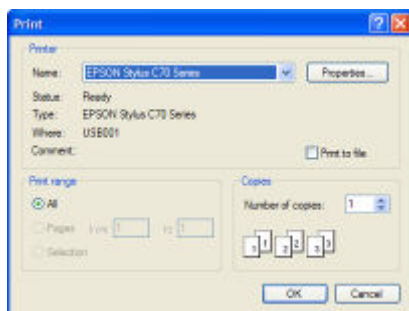 Print
Printer
Name: EPSON Stylus C70 Series Properties...
Status: Ready
Type: EPSON Stylus C70 Series
Where: USB001
Comment:
Print to file
Print range
All
Pages from: 1 to: 1
Selection
Copies
Number of copies: 1
1 1 2 2 3 3
OK Cancel